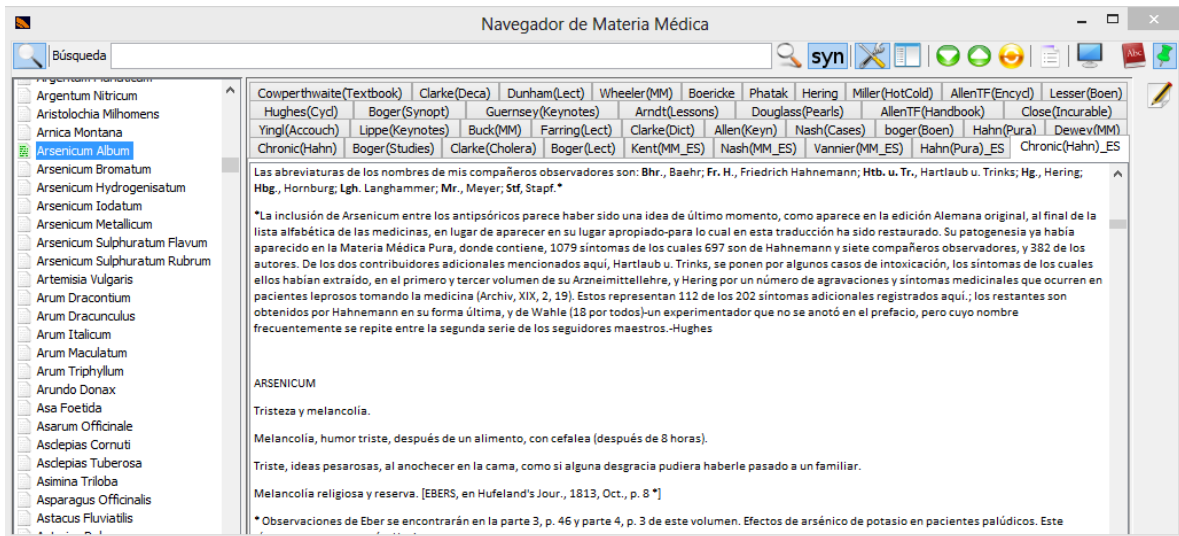 Navegador de Materia Médica
Búsqueda
syn
Abc
Argentum Nitricum
Aristolochia Milhomens
Arnica Montana
Arsenicum Album
Arsenicum Bromatum
Arsenicum Hydrogenisatum
Arsenicum Iodatum
Arsenicum Metallicum
Arsenicum Sulphuratum Flavum
Arsenicum Sulphuratum Rubrum
Artemisia Vulgaris
Arum Dracontium
Arum Dracunculus
Arum Italicum
Arum Maculatum
Arum Triphyllum
Arundo Donax
Asa Foetida
Asarum Officinale
Asclepias Cornuti
Asclepias Tuberosa
Asimina Triloba
Asparagus Officinalis
Astacus Fluviatilis
Cowperthwaite(Textbook) Clarke(Deca) Dunham(Lect) Wheeler(MM) Boericke Phatak Hering Miller(HotCold) AllenTF(Encycl) Lesser(Boen)
Hughes(Cycl) Boger(Synopt) Guernsey(Keynotes) Arndt(Lessons) Douglass(Pearls) AllenTF(Handbook) Close(Incurable)
Yingl(Accouch) Lippe(Keynotes) Buck(MM) Farring(Lect) Clarke(Dict) Allen(Keyn) Nash(Cases) boger(Boen) Hahn(Pura) Dewey(MM)
Chronic(Hahn) Boger(Studies) Clarke(Cholera) Boger(Lect) Kent(MM_ES) Nash(MM_ES) Vannier(MM_ES) Hahn(Pura)_ES Chronic(Hahn)_ES
Las abreviaturas de los nombres de mis compañeros observadores son: Bhr., Baehr; Fr. H., Friedrich Hahnemann; Htb. u. Tr., Hartlaub u. Trinks; Hg., Hering;
Hbg., Hornburg; Lgh. Langhammer; Mr., Meyer; Stf, Stapf.*
*La inclusión de Arsenicum entre los antipsóricos parece haber sido una idea de último momento, como aparece en la edición Alemana original, al final de la
lista alfabética de las medicinas, en lugar de aparecer en su lugar apropiado-para lo cual en esta traducción ha sido restaurado. Su patogenesia ya había
aparecido en la Materia Médica Pura, donde contiene, 1079 síntomas de los cuales 697 son de Hahnemann y siete compañeros observadores, y 382 de los
autores. De los dos contribuidores adicionales mencionados aquí, Hartlaub u. Trinks, se ponen por algunos casos de intoxicación, los síntomas de los cuales
ellos habían extraído, en el primero y tercer volumen de su Arzneimittellehre, y Hering por un número de agravaciones y síntomas medicinales que ocurren en
pacientes leprosos tomando la medicina (Archiv, XIX, 2, 19). Estos representan 112 de los 202 síntomas adicionales registrados aquí.; los restantes son
obtenidos por Hahnemann en su forma última, y de Wahle (18 por todos)-un experimentador que no se anotó en el prefacio, pero cuyo nombre
frecuentemente se repite entre la segunda serie de los seguidores maestros.-Hughes
ARSENICUM
Tristeza y melancolía.
Melancolía, humor triste, después de un alimento, con cefalea (después de 8 horas).
Triste, ideas pesarosas, al anochecer en la cama, como si alguna desgracia pudiera haberle pasado a un familiar.
Melancolía religiosa y reserva. [EBERS, en Hufeland's Jour., 1813, Oct., p. 8 *]
* Observaciones de Eber se encontrarán en la parte 3, p. 46 y parte 4, p. 3 de este volumen. Efectos de arsénico de potasio en pacientes palúdicos. Este